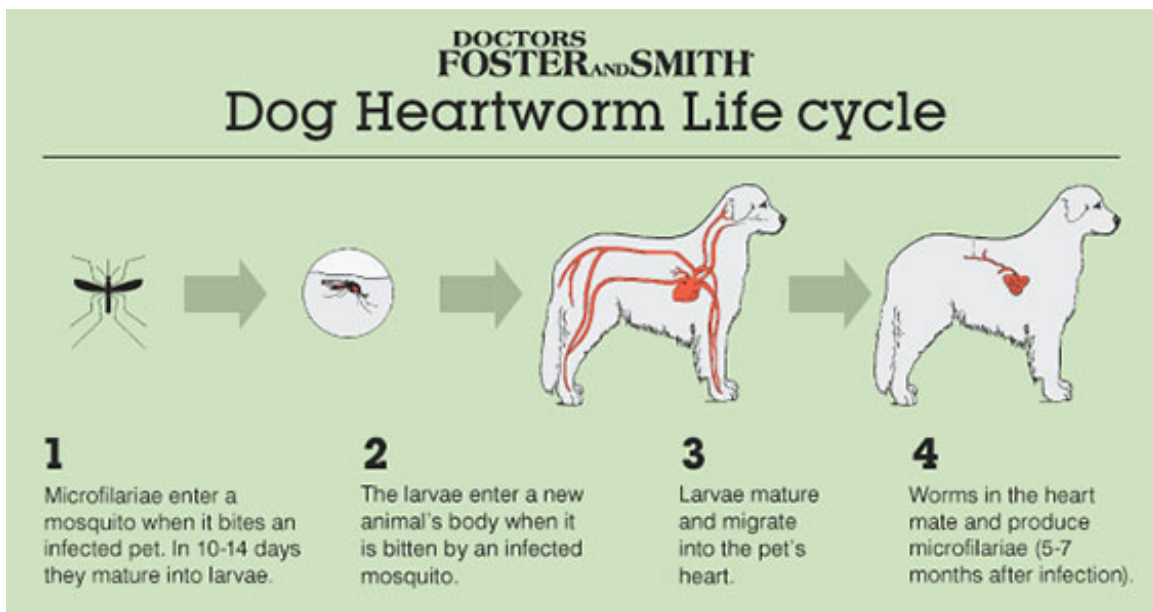 DOCTORS
FOSTER AND SMITH
Dog Heartworm Life cycle
1
Microfilariae enter a
mosquito when it bites an
infected pet. In 10-14 days
they mature into larvae.
2
The larvae enter a new
animal's body when it
is bitten by an infected
mosquito.
3
Larvae mature
and migrate
into the pet's
heart.
4
Worms in the heart
mate and produce
microfilariae (5-7
months after infection).